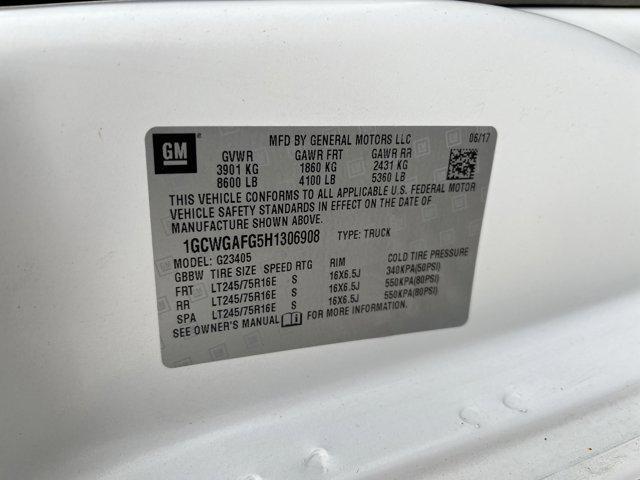 GM
MFD BY GENERAL MOTORS LLC 06/17
GVWR GAWR FRT GAWR RR
3901 KG 1860 KG 2431 KG
8600 LB 4100 LB 5360 LB
THIS VEHICLE CONFORMS TO ALL APPLICABLE U.S. FEDERAL MOTOR
VEHICLE SAFETY STANDARDS IN EFFECT ON THE DATE OF
MANUFACTURE SHOWN ABOVE.
1GCWGAFG5H1306908 TYPE: TRUCK
MODEL: G23405
GBBW TIRE SIZE SPEED RTG RIM COLD TIRE PRESSURE
FRT LT245/75R16E S 16X6.5J 340KPA(50PSI)
RR LT245/75R16E S 16X6.5J 550KPA(80PSI)
SPA LT245/75R16E S 16X6.5J 550KPA(80PSI)
SEE OWNER'S MANUAL FOR MORE INFORMATION.